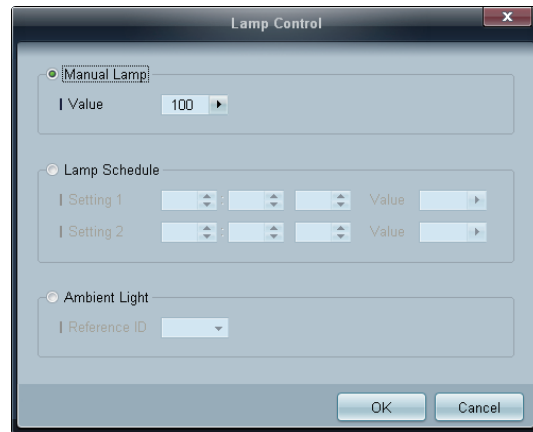 Lamp Control
x
Manual Lamp
Value 100
Lamp Schedule
Setting 1 : Value
Setting 2 : Value
Ambient Light
Reference ID
OK Cancel